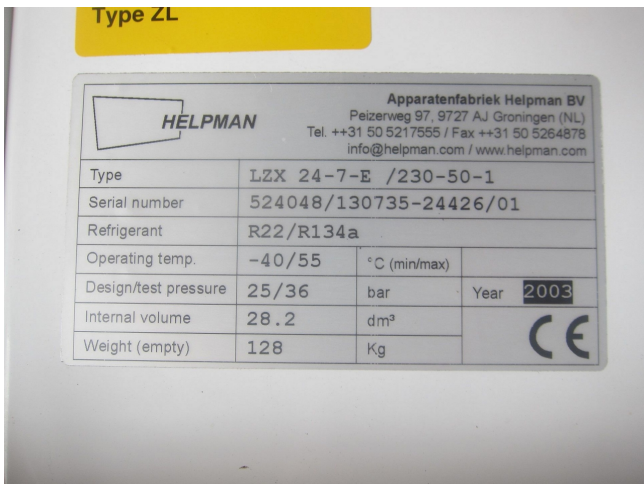 Type ZL
HELPMAN
Apparatenfabriek Helpman BV
Peizerweg 97, 9727 AJ Groningen (NL)
Tel. ++31 50 5217555 / Fax ++31 50 5264878
info@helpman.com / www.helpman.com
Type LZX 24-7-E /230-50-1
Serial number 524048/130735-24426/01
Refrigerant R22/R134a
Operating temp. -40/55 °C (min/max)
Design/test pressure 25/36 bar Year 2003
Internal volume 28.2 dm³
Weight (empty) 128 Kg
CE